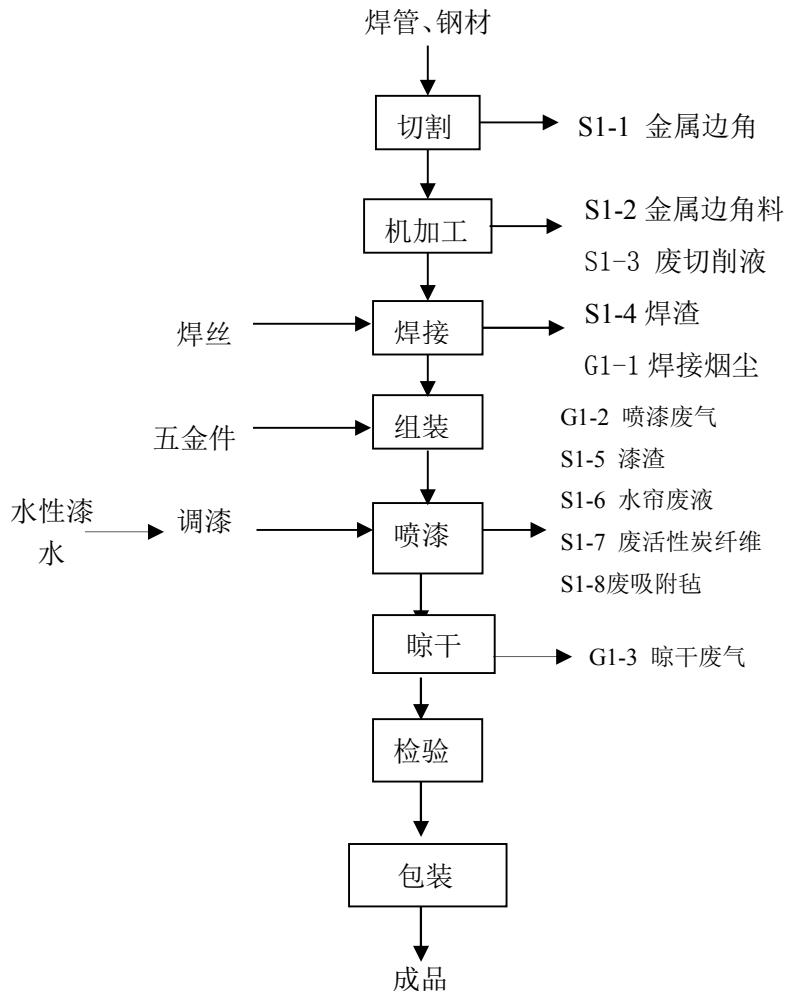 焊管、钢材
切割
S1-1 金属边角
机加工
S1-2金属边角料
S1-3 废切削液
焊丝
焊接
S1-4 焊渣
G1-1 焊接烟尘
五金件
组装
G1-2 喷漆废气
S1-5 漆渣
S1-6 水帘废液
S1-7 废活性炭纤维
S1-8废吸附毡
水性漆
水
调漆
喷漆
晾干
G1-3 晾干废气
检验
包装
成品